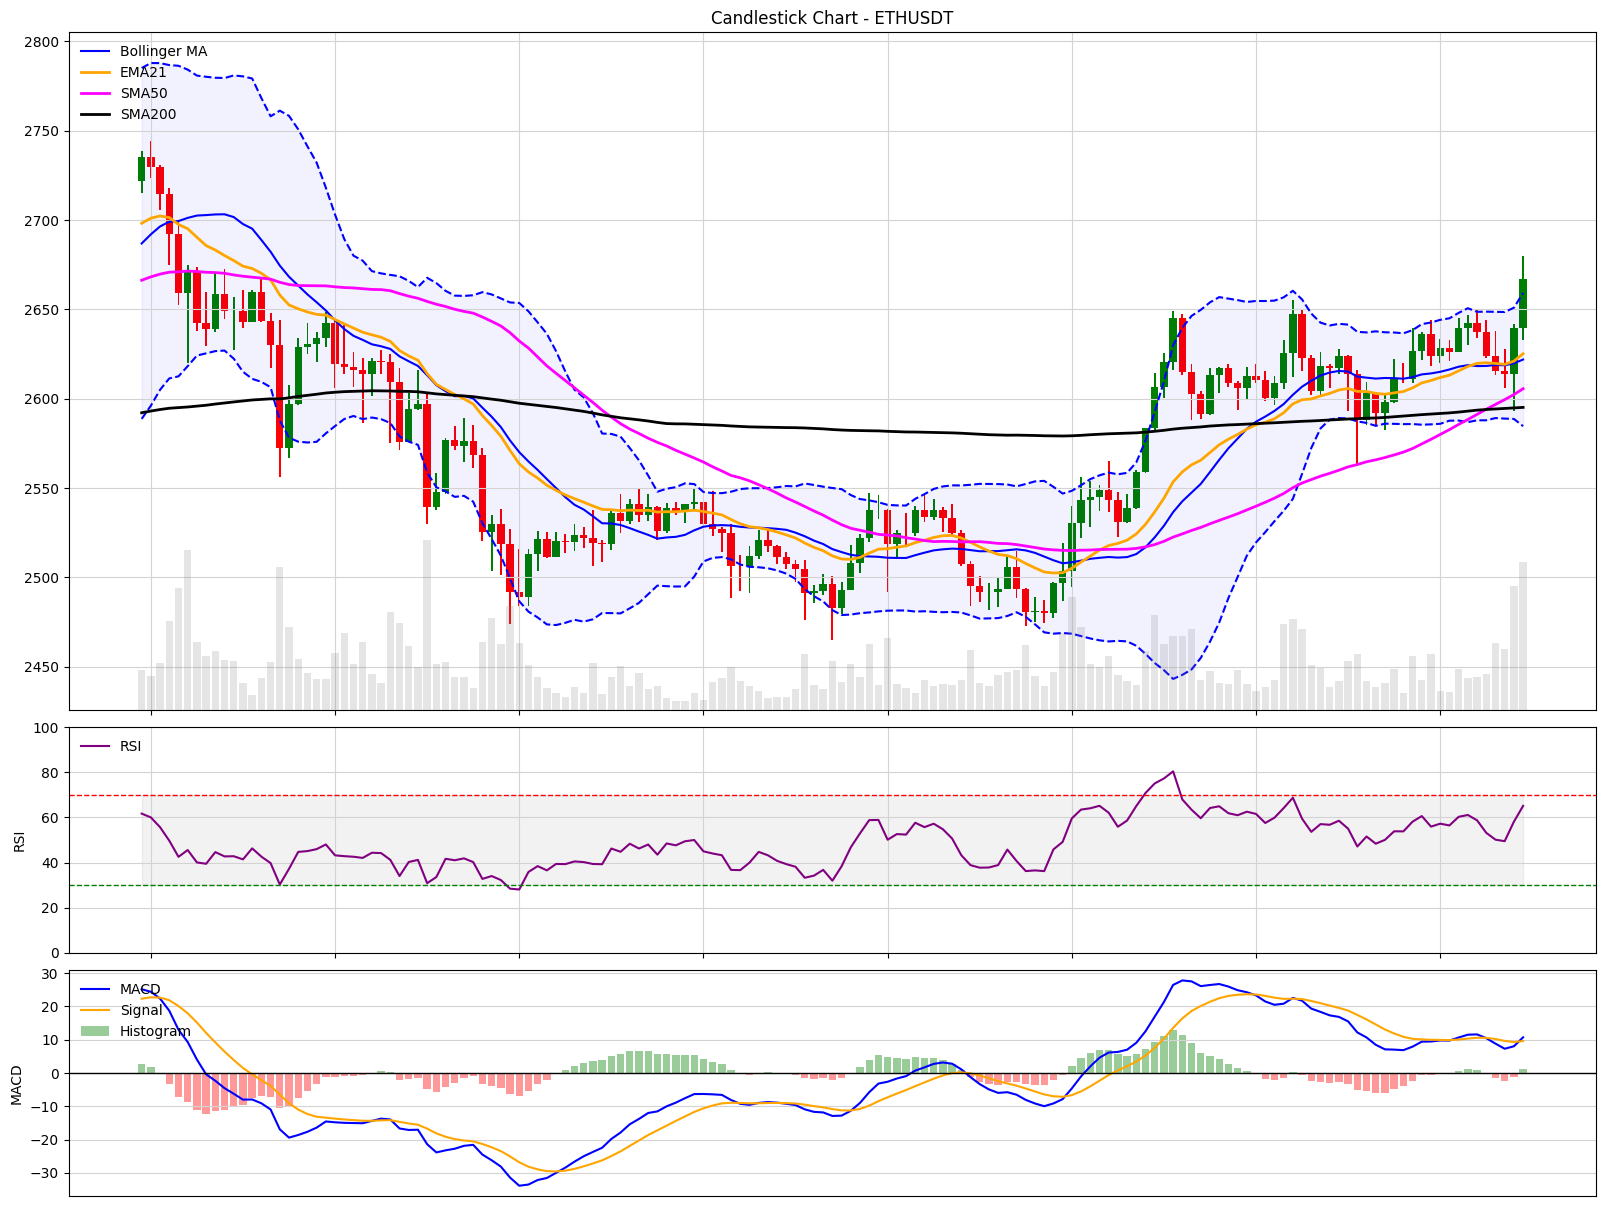 Candlestick Chart - ETHUSDT
2800
2750
2700
2650
2600
2550
2500
2450
Bollinger MA
EMA21
SMA50
SMA200
100
80
60
40
20
0
RSI
RSI
30
20
10
0
−10
−20
−30
MACD
MACD
Signal
Histogram